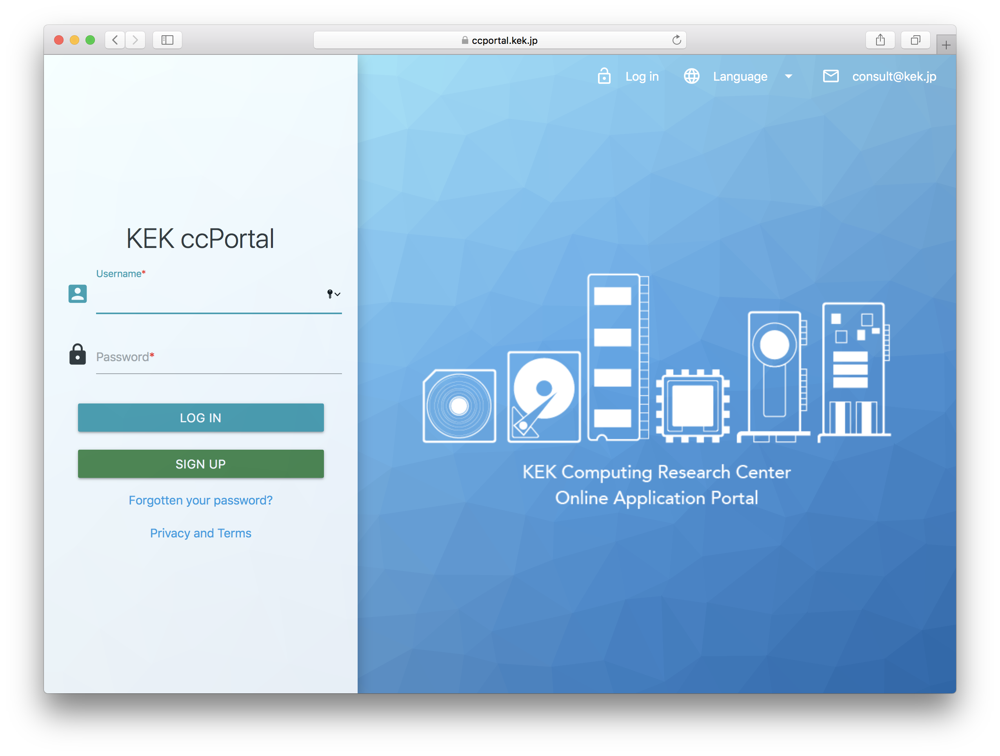 ccportal.kek.jp
Log in Language consult@kek.jp
KEK ccPortal
Username*
Password*
LOG IN
SIGN UP
Forgotten your password?
Privacy and Terms
KEK Computing Research Center
Online Application Portal